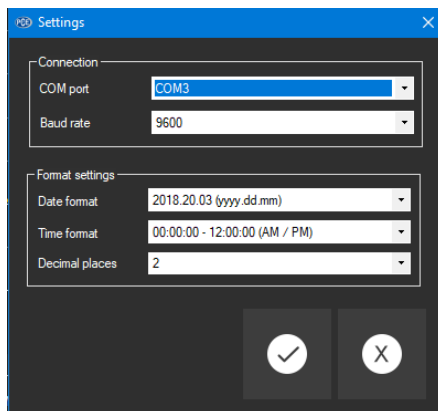 PCE Settings
Connection
COM port COM3
Baud rate 9600
Format settings
Date format 2018.20.03 (yyyy.dd.mm)
Time format 00:00:00 - 12:00:00 (AM / PM)
Decimal places 2
X